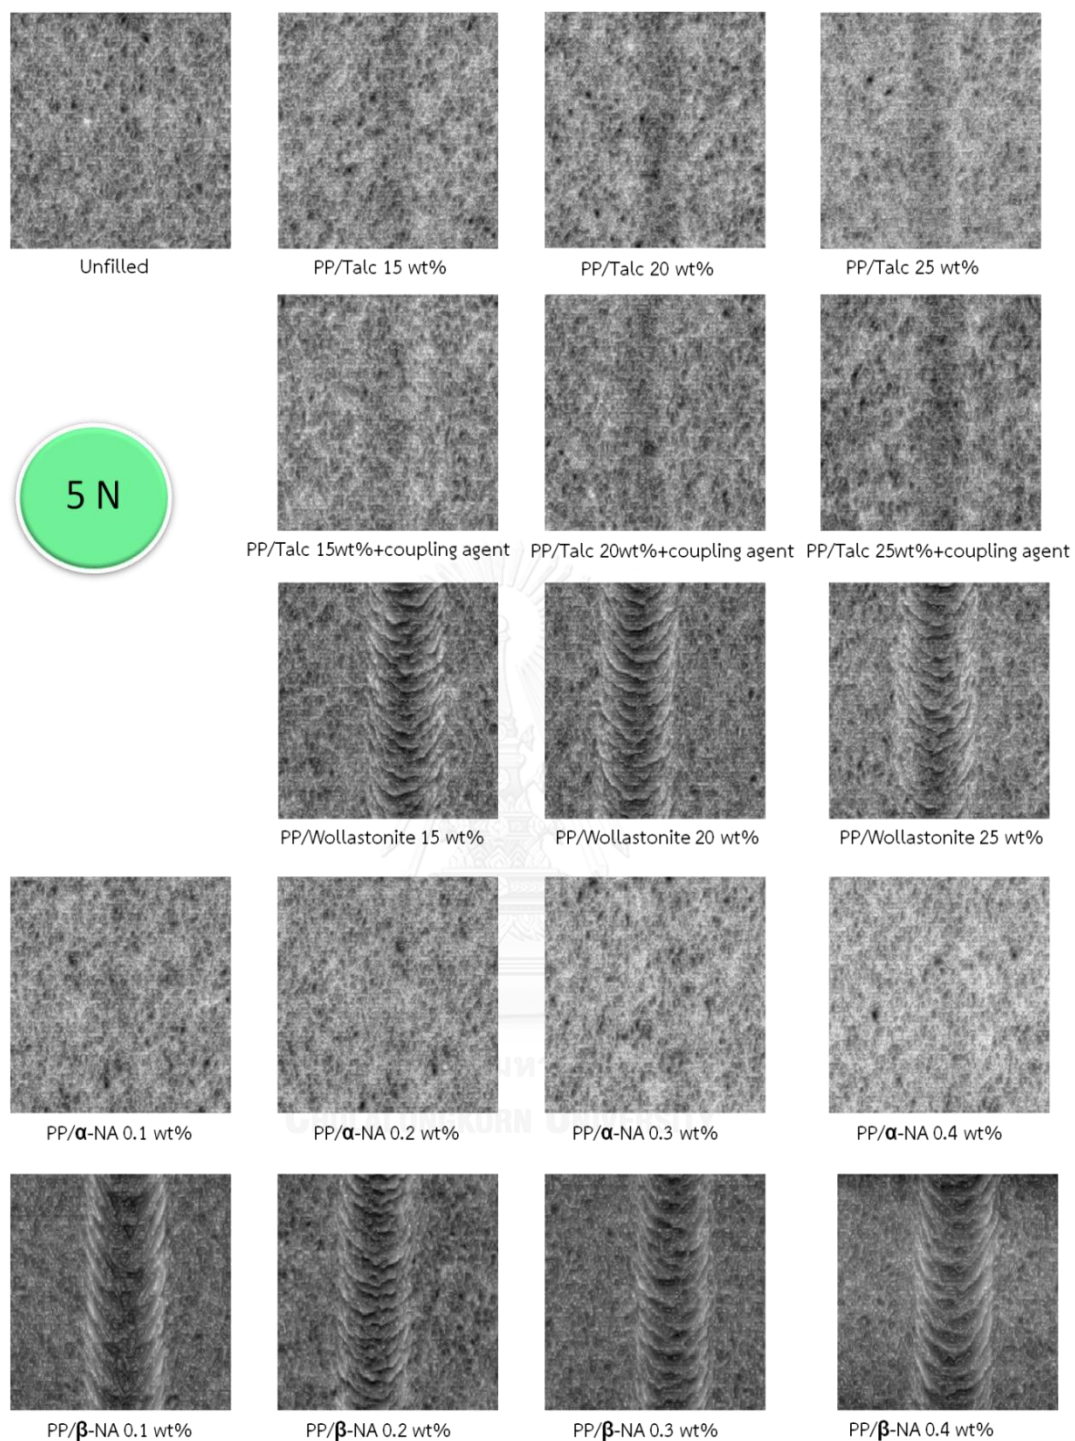 Unfilled
PP/Talc 15 wt%
PP/Talc 20 wt%
PP/Talc 25 wt%
5 N
PP/Talc 15wt%+coupling agent
PP/Talc 20wt%+coupling agent
PP/Talc 25wt%+coupling agent
PP/Wollastonite 15 wt%
PP/Wollastonite 20 wt%
PP/Wollastonite 25 wt%
CHULALONGKORN UNIVERSITY
PP/α-NA 0.1 wt%
PP/α-NA 0.2 wt%
PP/α-NA 0.3 wt%
PP/α-NA 0.4 wt%
PP/β-NA 0.1 wt%
PP/β-NA 0.2 wt%
PP/β-NA 0.3 wt%
PP/β-NA 0.4 wt%